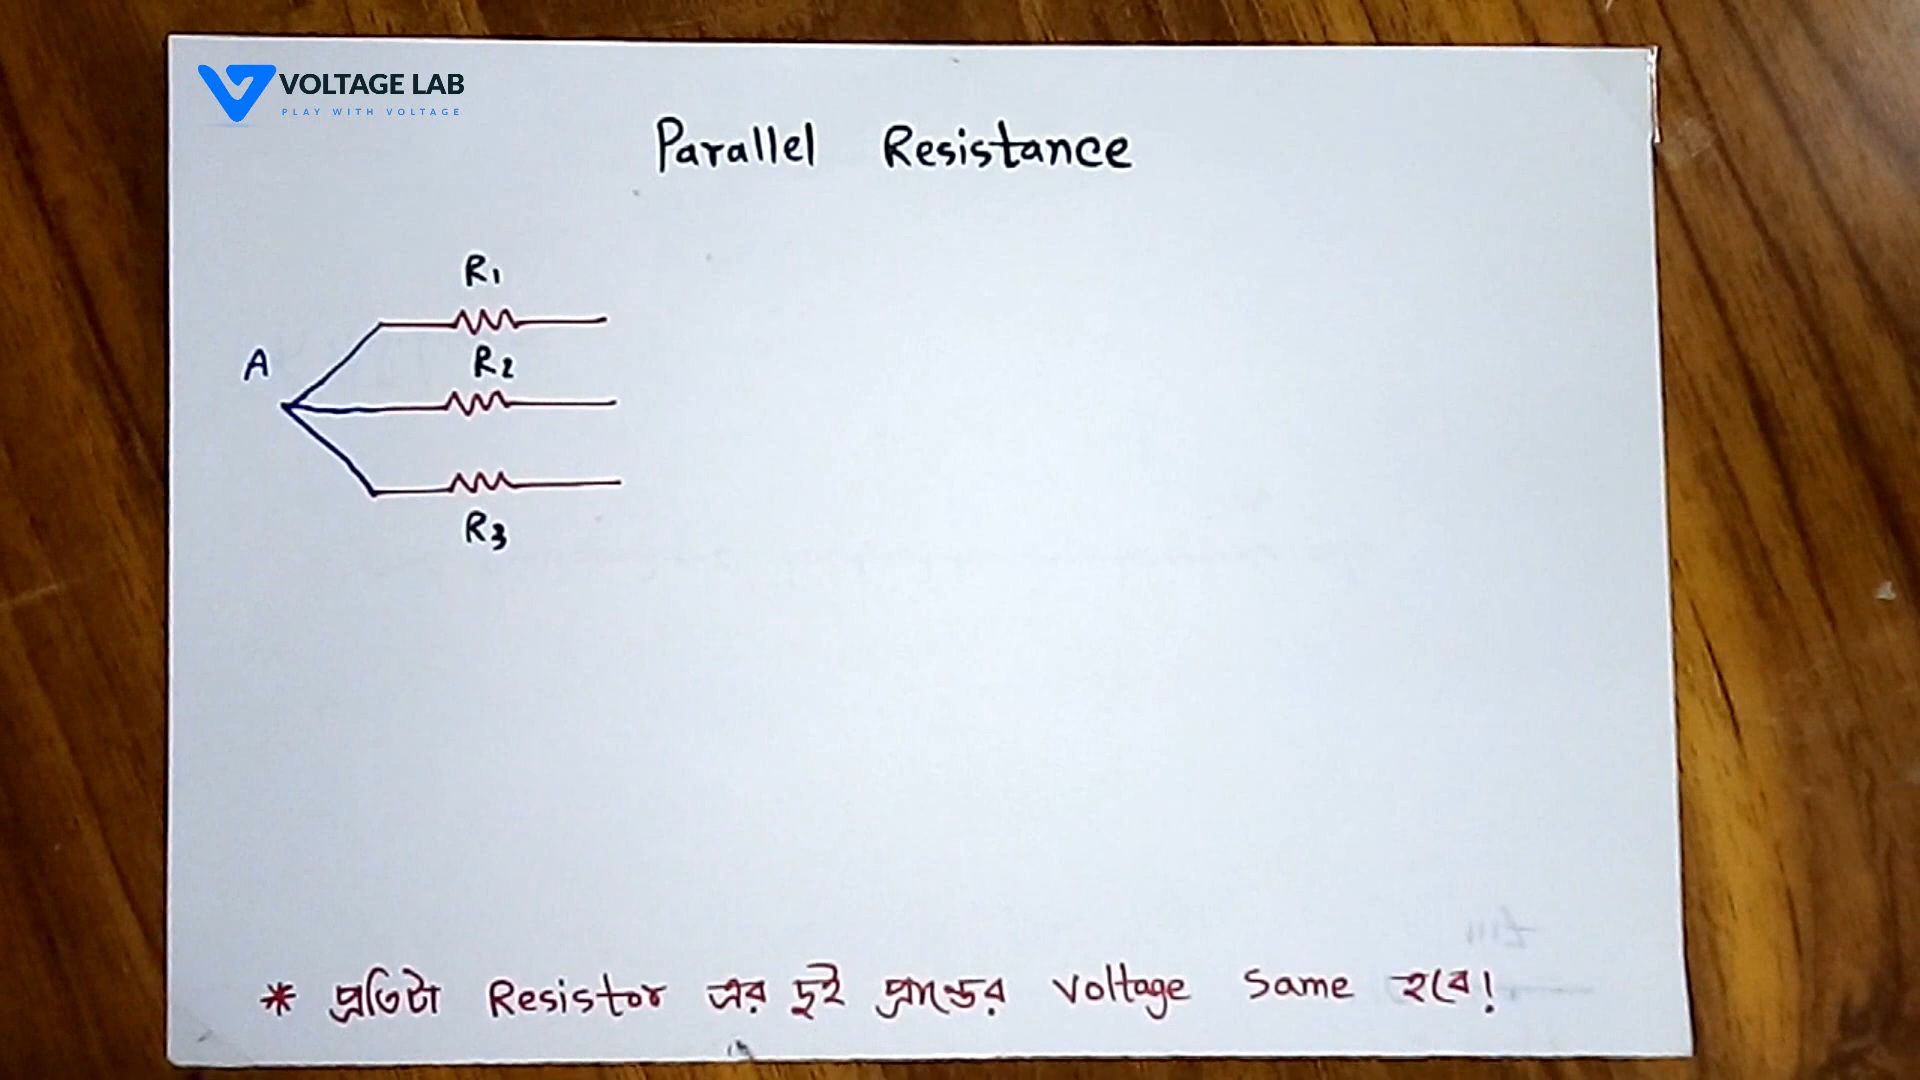 VOLTAGE LAB
PLAY WITH VOLTAGE
Parallel Resistance
R1
A
R2
R3
* প্রতিটা Resistor এর দুই প্রান্তের voltage same হবে!